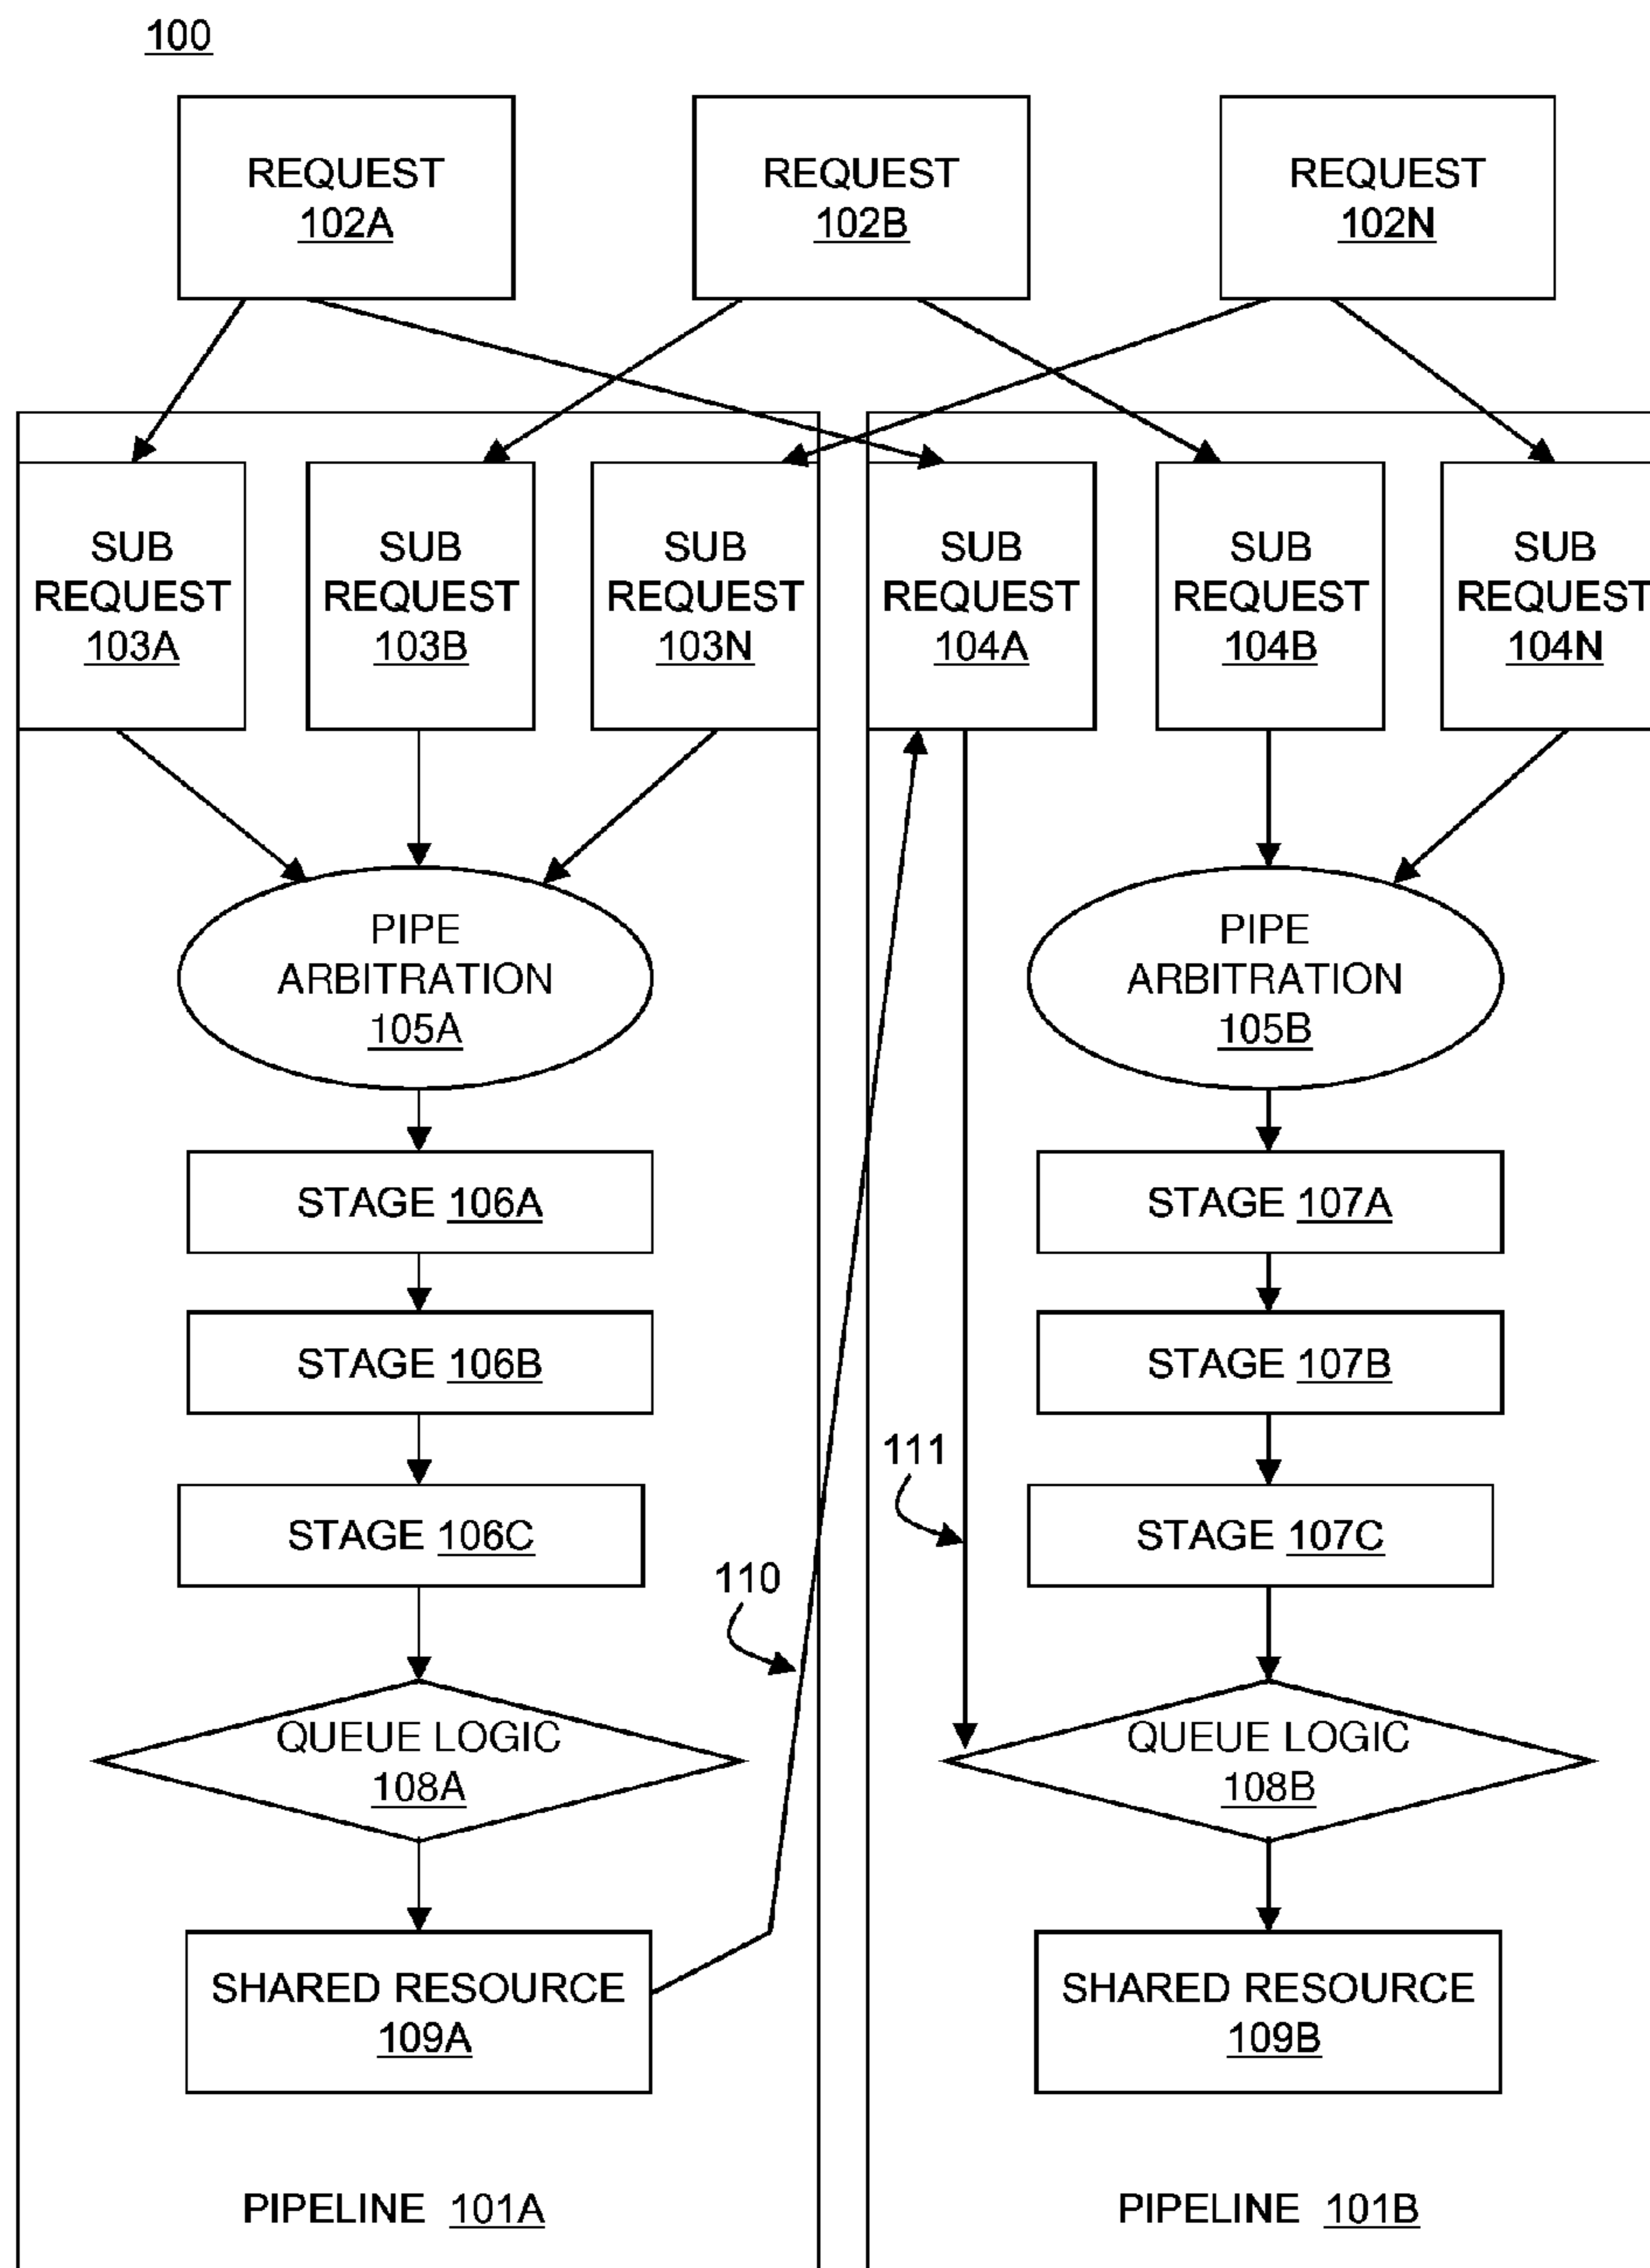 100
REQUEST
102A
REQUEST
102B
REQUEST
102N
SUB
REQUEST
103A
SUB
REQUEST
103B
SUB
REQUEST
103N
SUB
REQUEST
104A
SUB
REQUEST
104B
SUB
REQUEST
104N
PIPE
ARBITRATION
105A
PIPE
ARBITRATION
105B
STAGE 106A
STAGE 107A
STAGE 106B
STAGE 107B
111
STAGE 106C
STAGE 107C
110
QUEUE LOGIC
108A
QUEUE LOGIC
108B
SHARED RESOURCE
109A
SHARED RESOURCE
109B
PIPELINE 101A
PIPELINE 101B